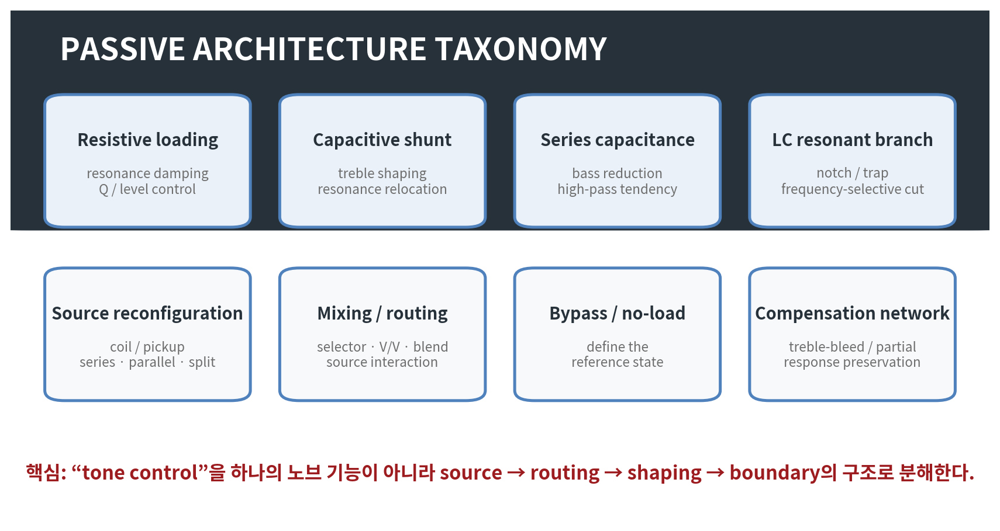 PASSIVE ARCHITECTURE TAXONOMY
Resistive loading
resonance damping
Q / level control
Capacitive shunt
treble shaping
resonance relocation
Series capacitance
bass reduction
high-pass tendency
LC resonant branch
notch / trap
frequency-selective cut
Source reconfiguration
coil / pickup
series · parallel · split
Mixing / routing
selector · V/V · blend
source interaction
Bypass / no-load
define the
reference state
Compensation network
treble-bleed / partial
response preservation
핵심: “tone control”을 하나의 노브 기능이 아니라 source → routing → shaping → boundary의 구조로 분해한다.